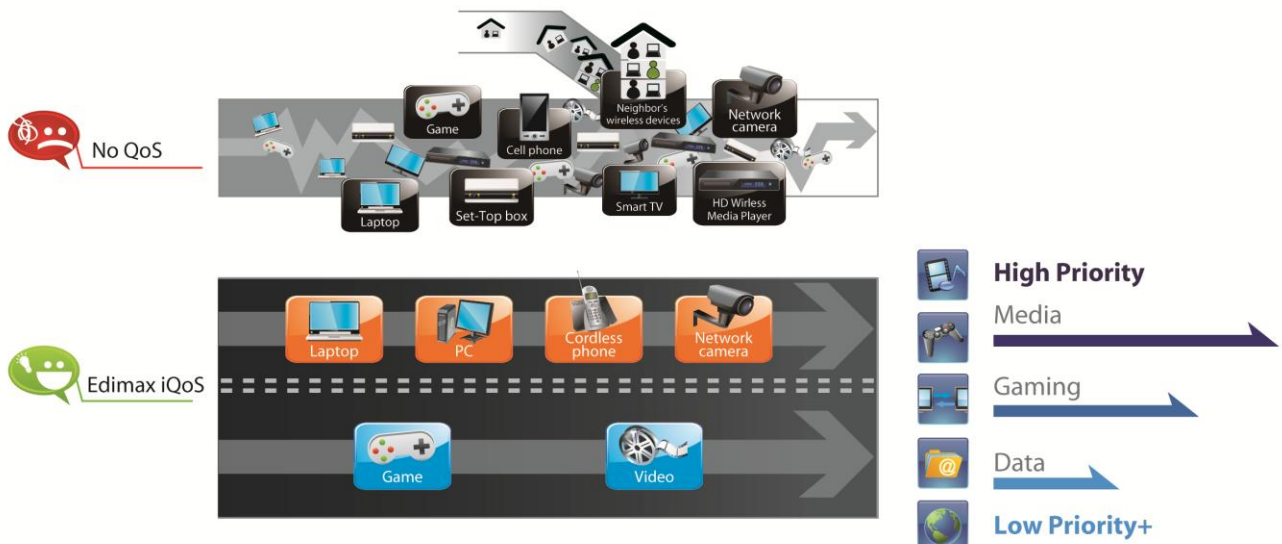 No QoS
Game
Cell phone
Neighbor's
wireless devices
Network
camera
Laptop
Set-Top box
Smart TV
HD Wirless
Media Player
Edimax iQoS
Laptop
PC
Cordless
phone
Network
camera
Game
Video
High Priority
Media
Gaming
@
Data
Low Priority+